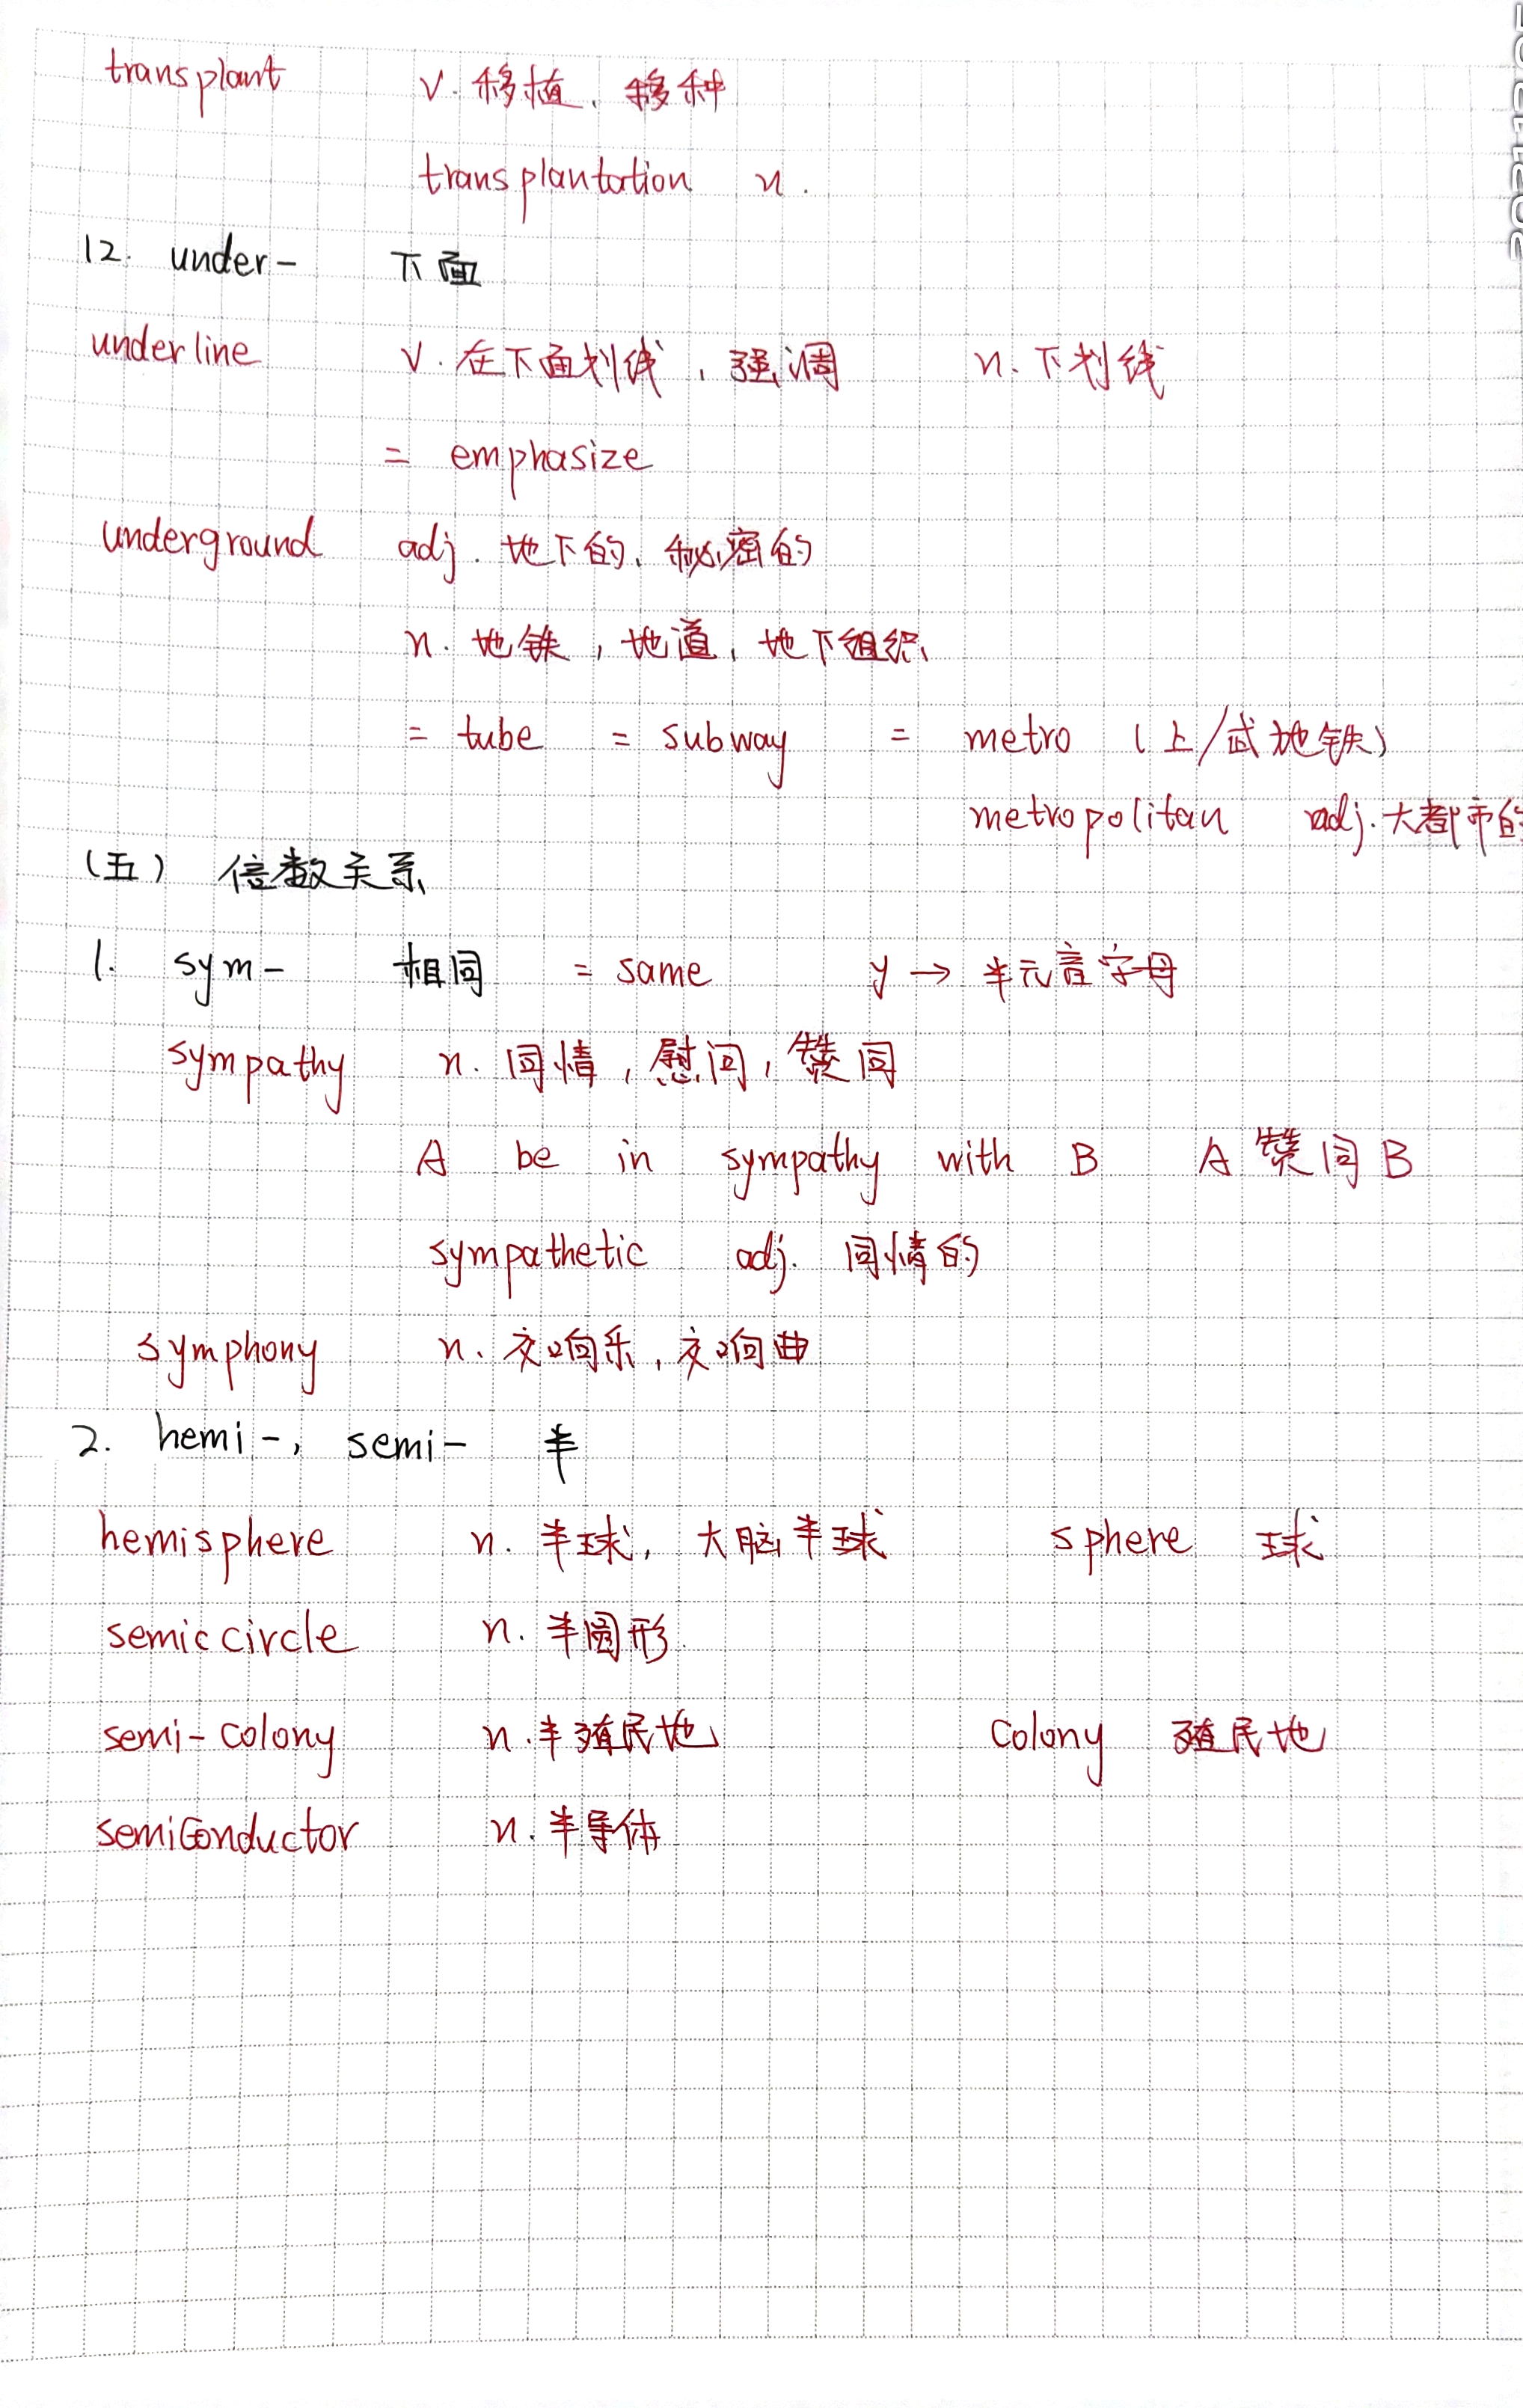 transplant v. 移植、移种
transplantation n.
12. under- 下面
underline v. 在下面划线，强调 n. 下划线
= emphasize
underground adj. 地下的、秘密的
n. 地铁，地道，地下组织
= tube = subway = metro (上/武地铁)
metropolitan adj. 大都市的
(五) 倍数关系
1. sym- 相同 = same y → 半元音字母
sympathy n. 同情，慰问，赞同
A be in sympathy with B A赞同B
sympathetic adj. 同情的
symphony n. 交响乐，交响曲
2. hemi-, semi- 半
hemisphere n. 半球，大脑半球 sphere 球
semiccircle n. 半圆形
semi-colony n. 半殖民地 colony 殖民地
semiconductor n. 半导体